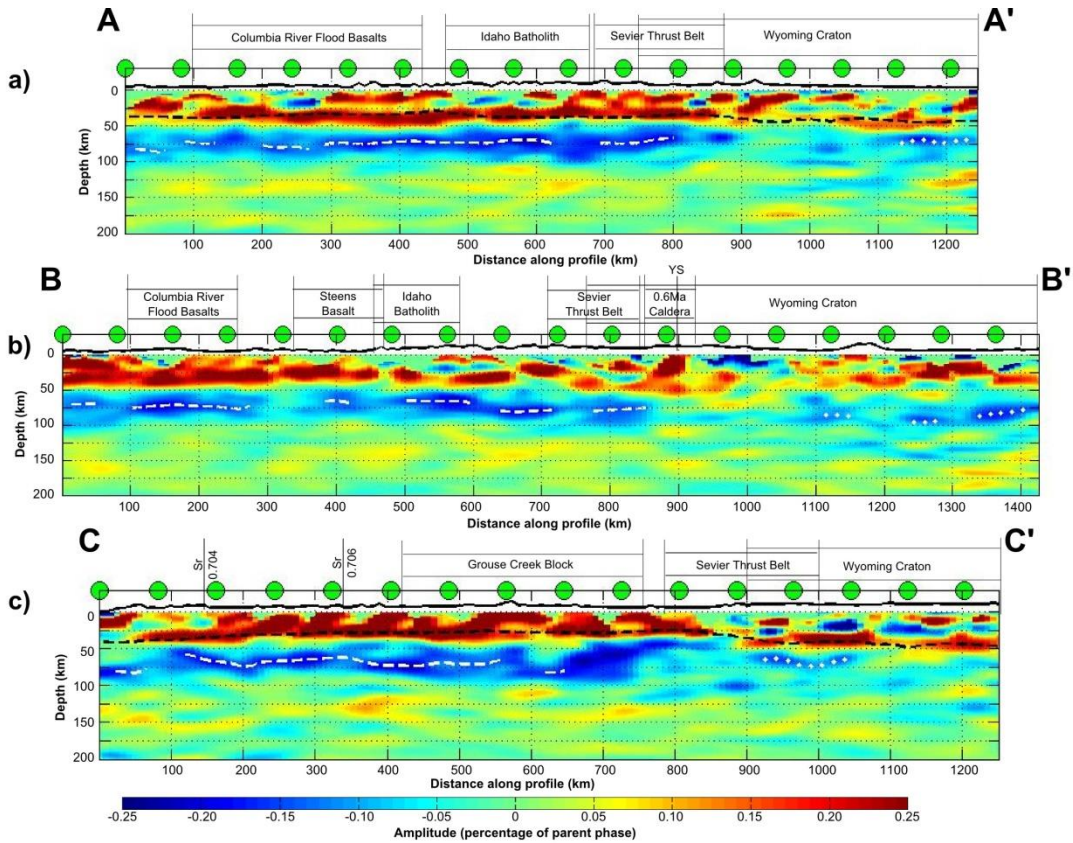 A
A'
Columbia River Flood Basalts
Idaho Batholith
Sevier Thrust Belt
Wyoming Craton
a)
0
50
100
150
200
Depth (km)
100 200 300 400 500 600 700 800 900 1000 1100 1200
Distance along profile (km)
B
B'
YS
Columbia River
Flood Basalts
Steens
Basalt
Idaho
Batholith
Sevier
Thrust Belt
0.6Ma
Caldera
Wyoming Craton
b)
0
50
100
150
200
Depth (km)
100 200 300 400 500 600 700 800 900 1000 1100 1200 1300 1400
Distance along profile (km)
C
C'
Sr
0.704
Sr
0.706
Grouse Creek Block
Sevier Thrust Belt
Wyoming Craton
c)
0
50
100
150
200
Depth (km)
100 200 300 400 500 600 700 800 900 1000 1100 1200
Distance along profile (km)
-0.25 -0.20 -0.15 -0.10 -0.05 0 0.05 0.10 0.15 0.20 0.25
Amplitude (percentage of parent phase)